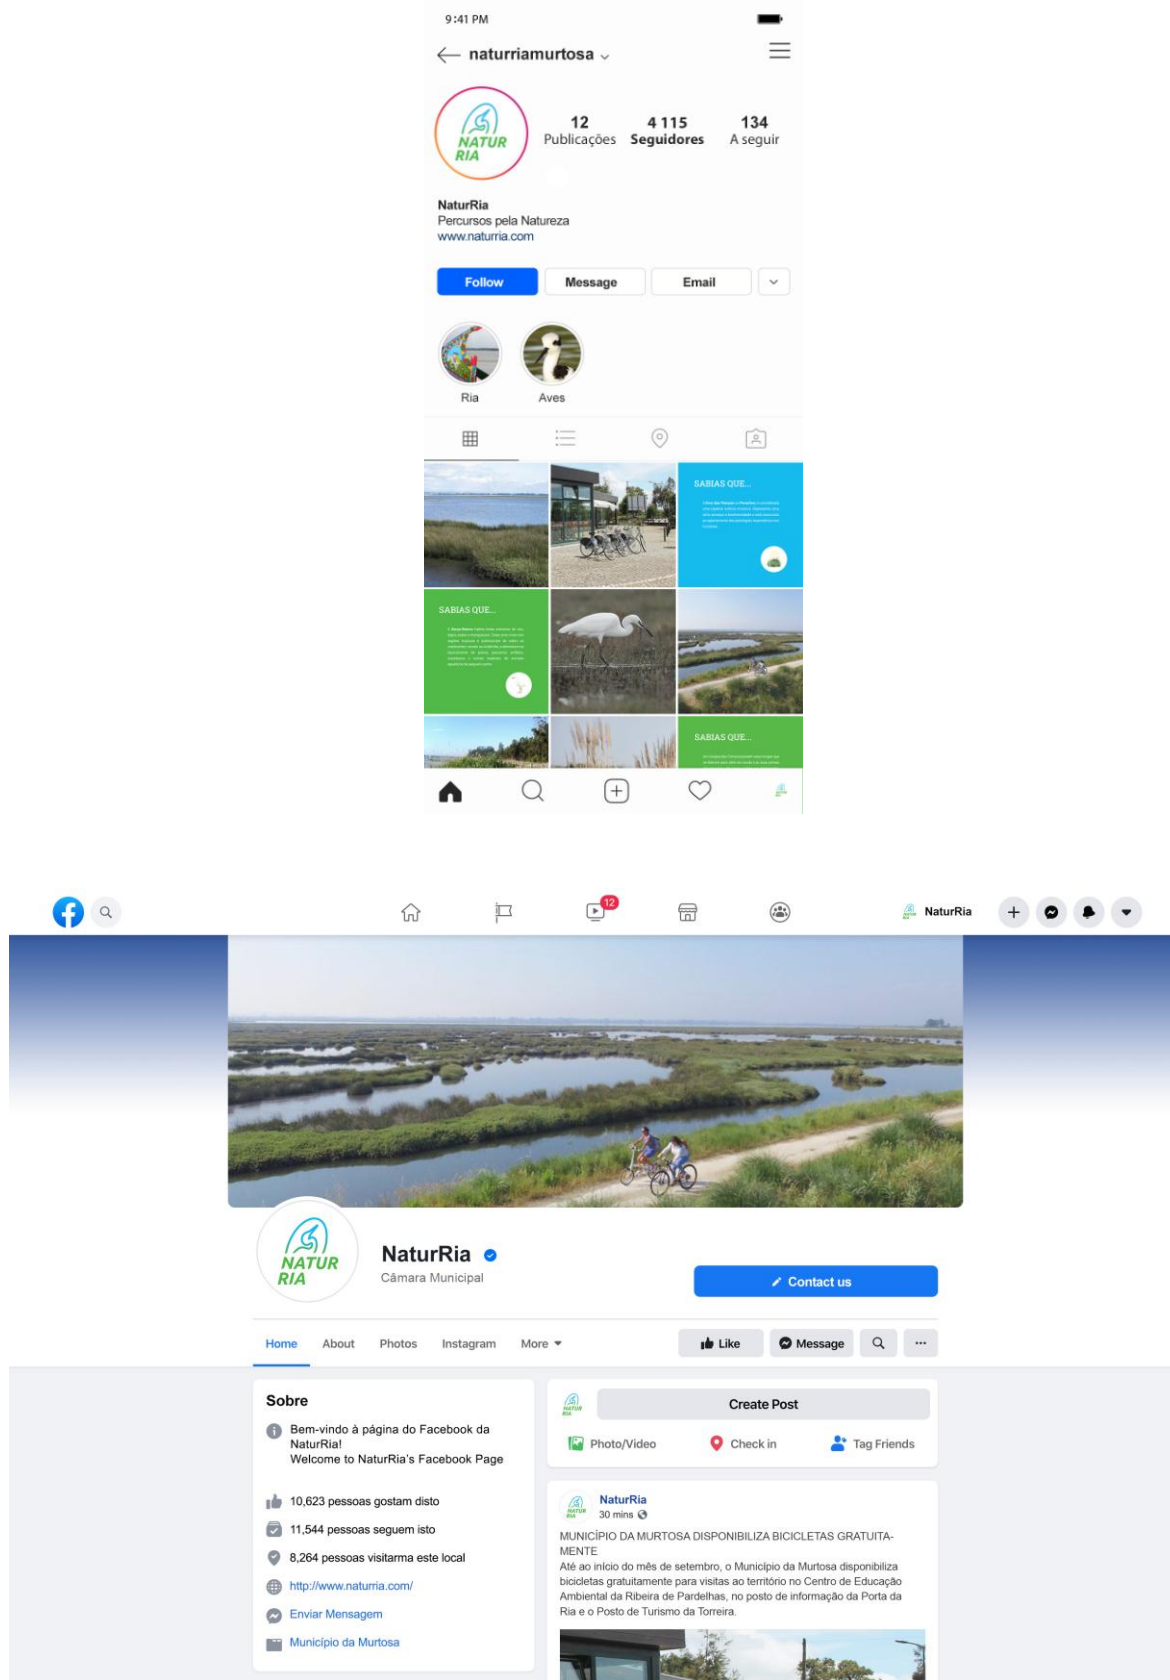 9:41 PM
naturriamurtosa
NATUR
RIA
12
Publicações
4 115
Seguidores
134
A seguir
NaturRia
Percursos pela Natureza
www.naturria.com
Follow
Message
Email
Ria
Aves
SABIAS QUE...
SABIAS QUE...
SABIAS QUE...
12
NaturRia
NATUR
RIA
NaturRia
Câmara Municipal
Contact us
Home
About
Photos
Instagram
More
Like
Message
Sobre
Bem-vindo à página do Facebook da
NaturRia!
Welcome to NaturRia's Facebook Page
10,623 pessoas gostam disto
11,544 pessoas seguem isto
8,264 pessoas visitarma este local
http://www.naturria.com/
Enviar Mensagem
Município da Murtosa
NATUR
RIA
Create Post
Photo/Video
Check in
Tag Friends
NATUR
RIA
NaturRia
30 mins
MUNICÍPIO DA MURTOSA DISPONIBILIZA BICICLETAS GRATUITA-
MENTE
Até ao início do mês de setembro, o Município da Murtosa disponibiliza
bicicletas gratuitamente para visitas ao território no Centro de Educação
Ambiental da Ribeira de Pardelhas, no posto de informação da Porta da
Ria e o Posto de Turismo da Torreira.